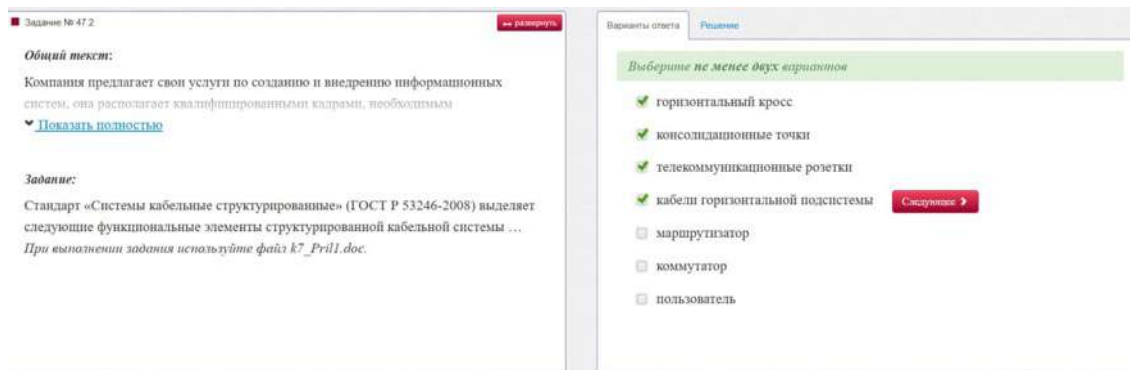 Задание № 47.2
развернуть
Общий текст:
Компания предлагает свои услуги по созданию и внедрению информационных
систем, она располагает квалифицированными кадрами, необходимым
Показать полностью
Задание:
Стандарт «Системы кабельные структурированные» (ГОСТ Р 53246-2008) выделяет
следующие функциональные элементы структурированной кабельной системы …
При выполнении задания используйте файл k7_Pril1.doc.
Варианты ответа
Решение
Выберите не менее двух вариантов
горизонтальный кросс
консолидационные точки
телекоммуникационные розетки
кабели горизонтальной подсистемы
Следующее
маршрутизатор
коммутатор
пользователь